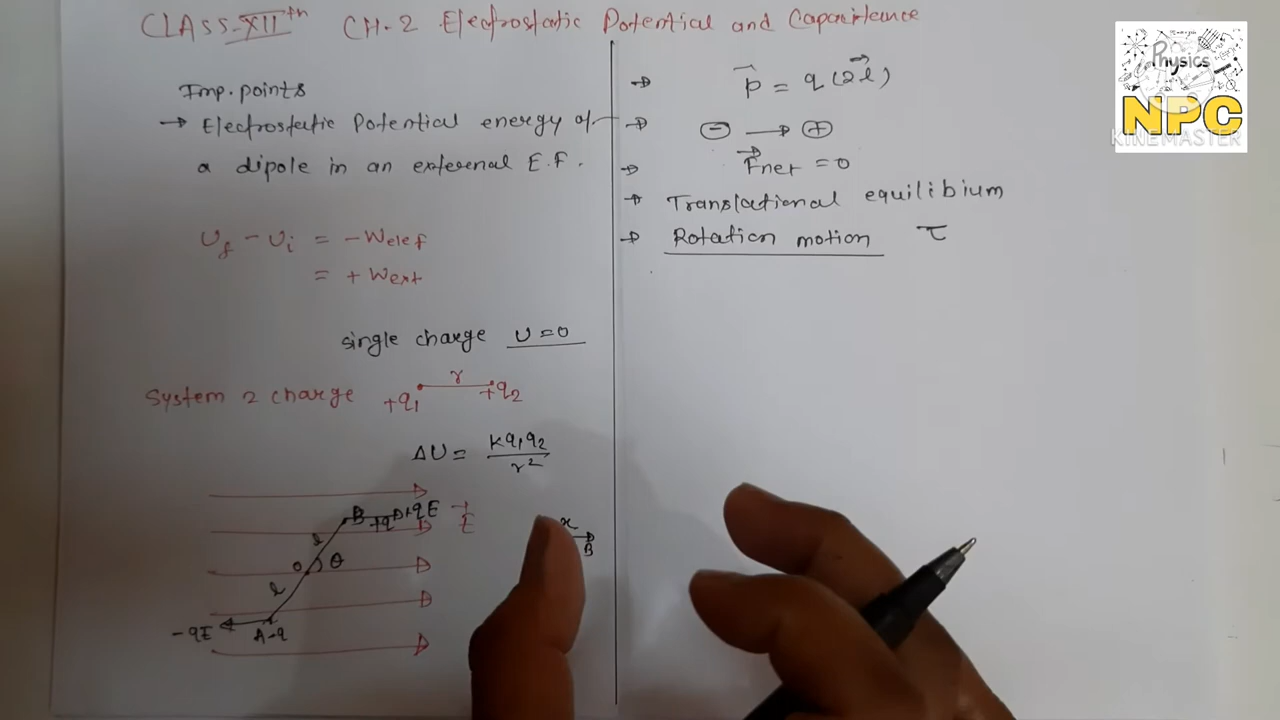 CLASS-XIIth CH.2 Electrostatic Potential and Capacitence
Imp. points
→ Electrostatic Potential energy of
a dipole in an external E.F.
Uf - Ui = -Welef
= + Wext
single charge U=0
System 2 charge +q1 r +q2
ΔU = Kq1q2/r²
B +q +qE
E
l
O θ
l
-qE A -q
x
B
→ p = q(2l)
→ - → +
→ Fnet = 0
→ Translational equilibium
→ Rotation motion τ
Physics
NPC
KINEMASTER